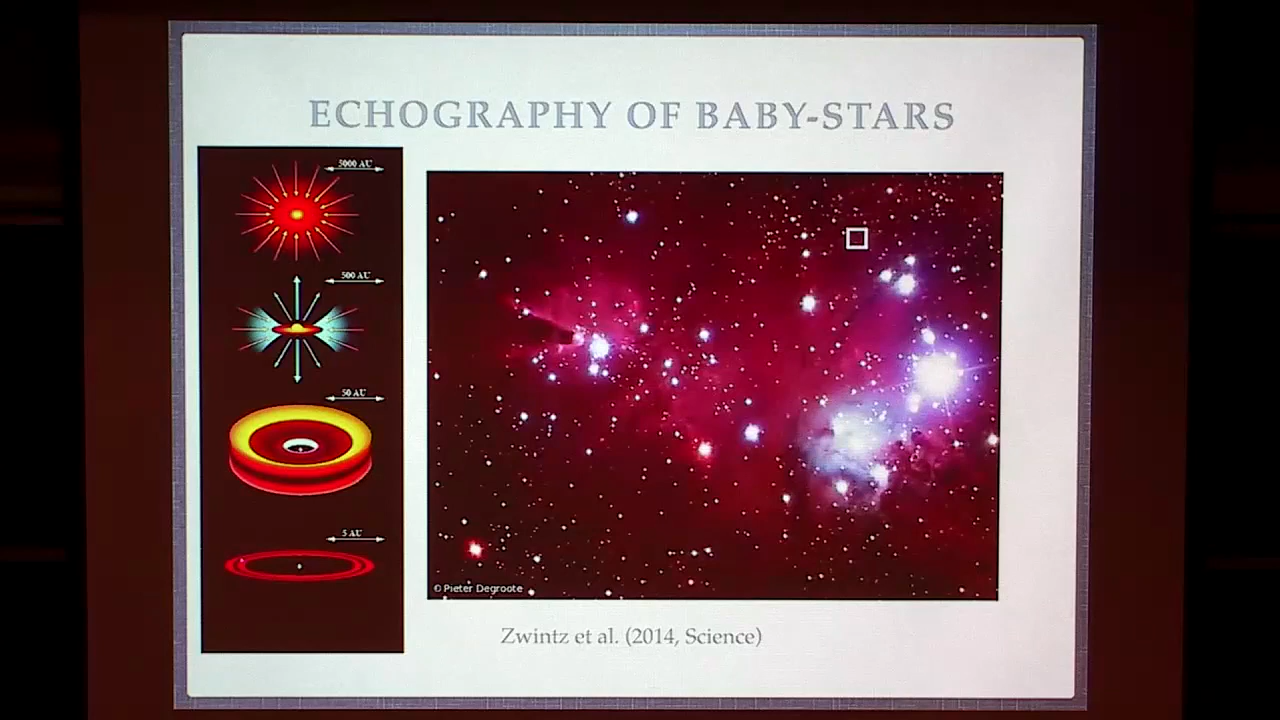 ECHOGRAPHY OF BABY-STARS
5000 AU
500 AU
50 AU
5 AU
© Pieter Degroote
Zwintz et al. (2014, Science)